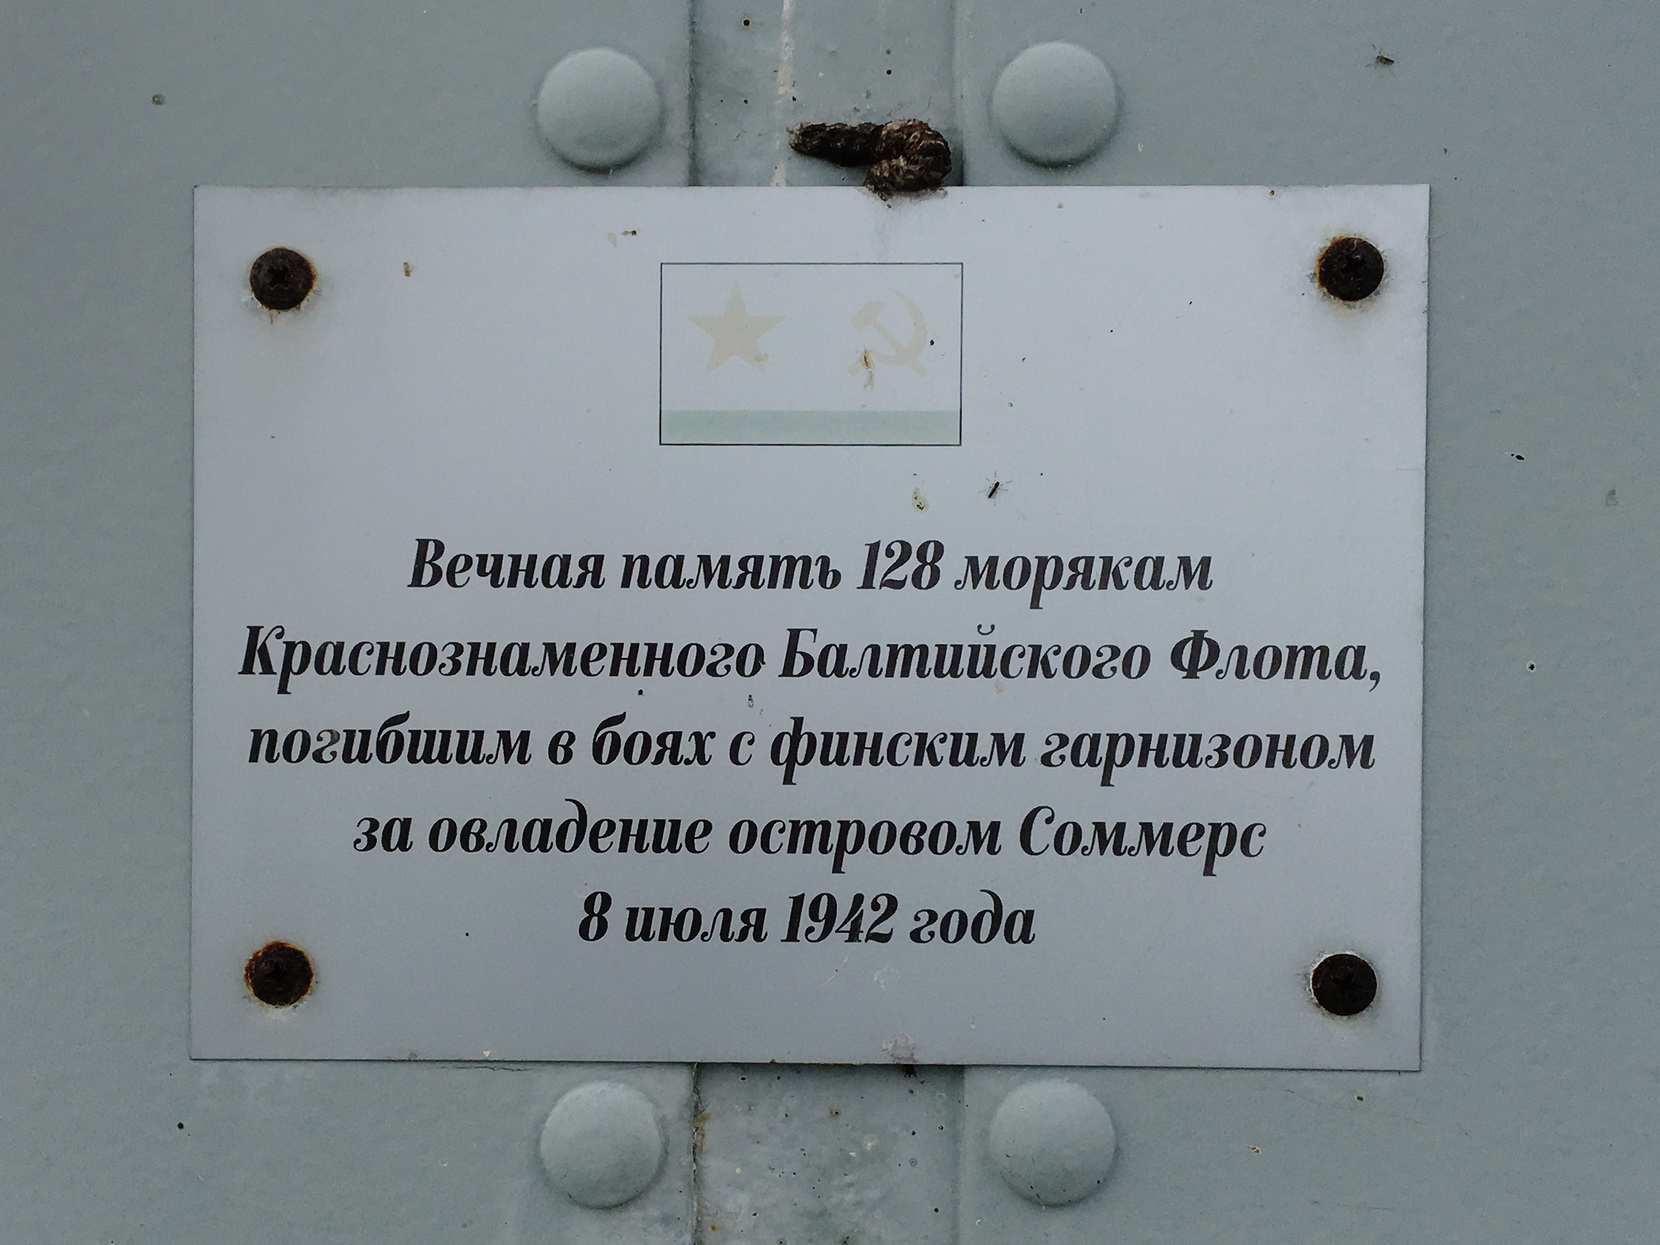 Вечная память 128 морякам
Краснознаменного Балтийского Флота,
погибшим в боях с финским гарнизоном
за овладение островом Соммерс
8 июля 1942 года